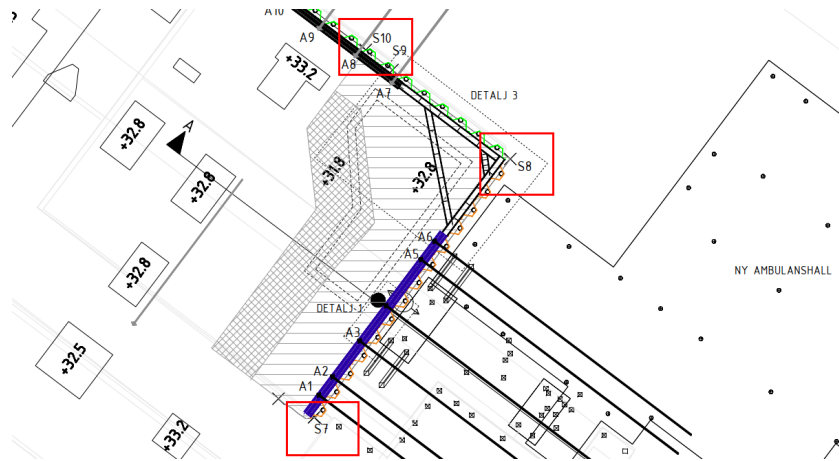 A10
A9
S10
S9
A8
+33.2
A7
DETALJ 3
+32.8
A
+31.8
+32.8
S8
+32.8
A6
A5
NY AMBULANSHALL
+32.8
DETALJ 1
A3
+32.5
A2
A1
S7
+33.2